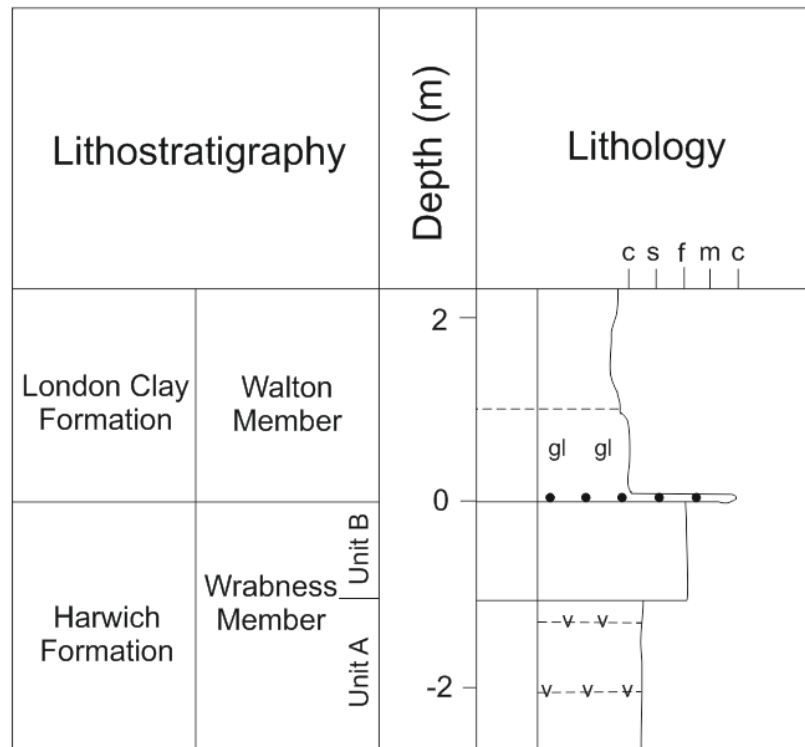 Lithostratigraphy
Depth (m)
Lithology
c s f m c
London Clay
Formation
Walton
Member
Harwich
Formation
Wrabness
Member
Unit B
Unit A
2
0
-2
gl gl
v v
v v v